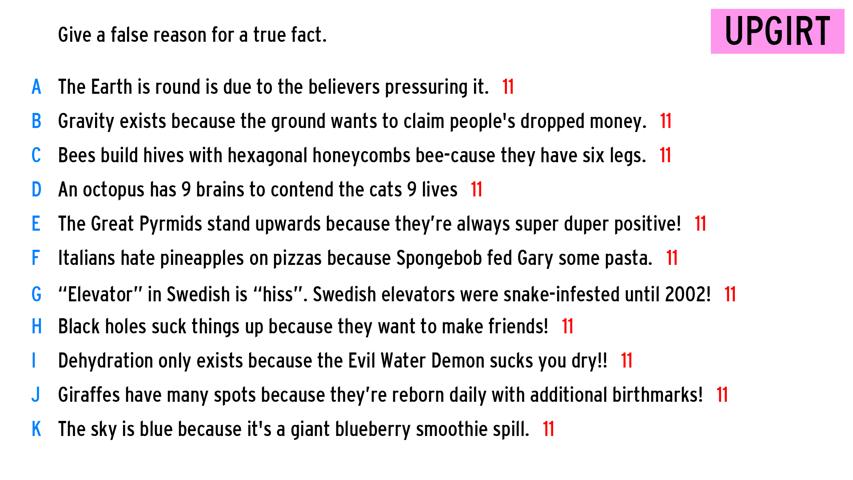 Give a false reason for a true fact.
UPGIRT
A The Earth is round is due to the believers pressuring it. 11
B Gravity exists because the ground wants to claim people's dropped money. 11
C Bees build hives with hexagonal honeycombs bee-cause they have six legs. 11
D An octopus has 9 brains to contend the cats 9 lives 11
E The Great Pyrmids stand upwards because they’re always super duper positive! 11
F Italians hate pineapples on pizzas because Spongebob fed Gary some pasta. 11
G “Elevator” in Swedish is “hiss”. Swedish elevators were snake-infested until 2002! 11
H Black holes suck things up because they want to make friends! 11
I Dehydration only exists because the Evil Water Demon sucks you dry!! 11
J Giraffes have many spots because they’re reborn daily with additional birthmarks! 11
K The sky is blue because it's a giant blueberry smoothie spill. 11